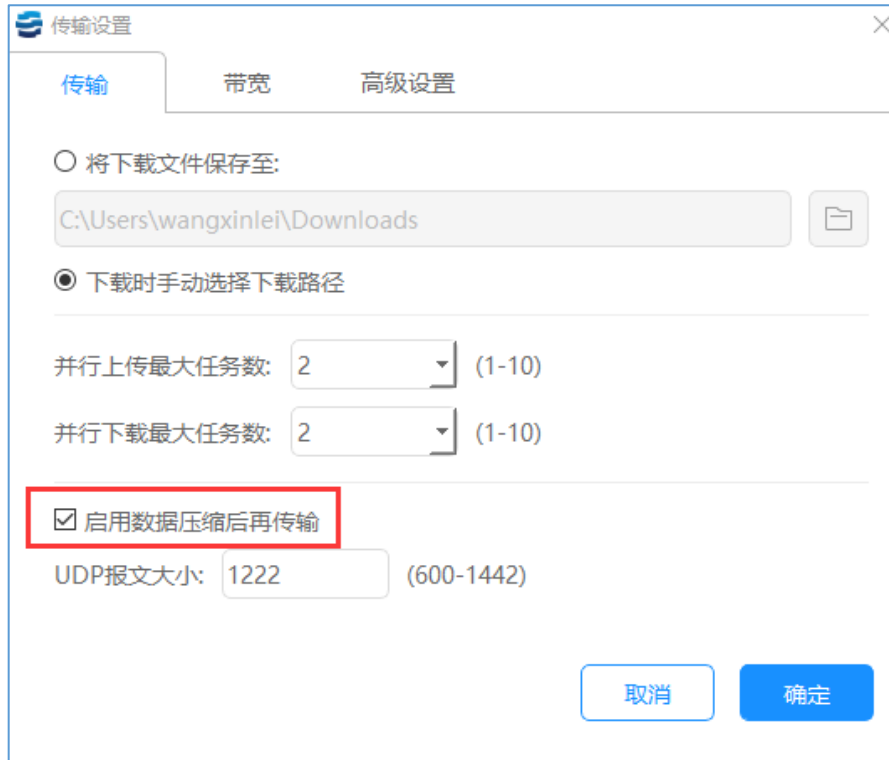 传输设置
传输 带宽 高级设置
将下载文件保存至:
C:\Users\wangxinlei\Downloads
下载时手动选择下载路径
并行上传最大任务数: 2 (1-10)
并行下载最大任务数: 2 (1-10)
启用数据压缩后再传输
UDP报文大小: 1222 (600-1442)
取消 确定